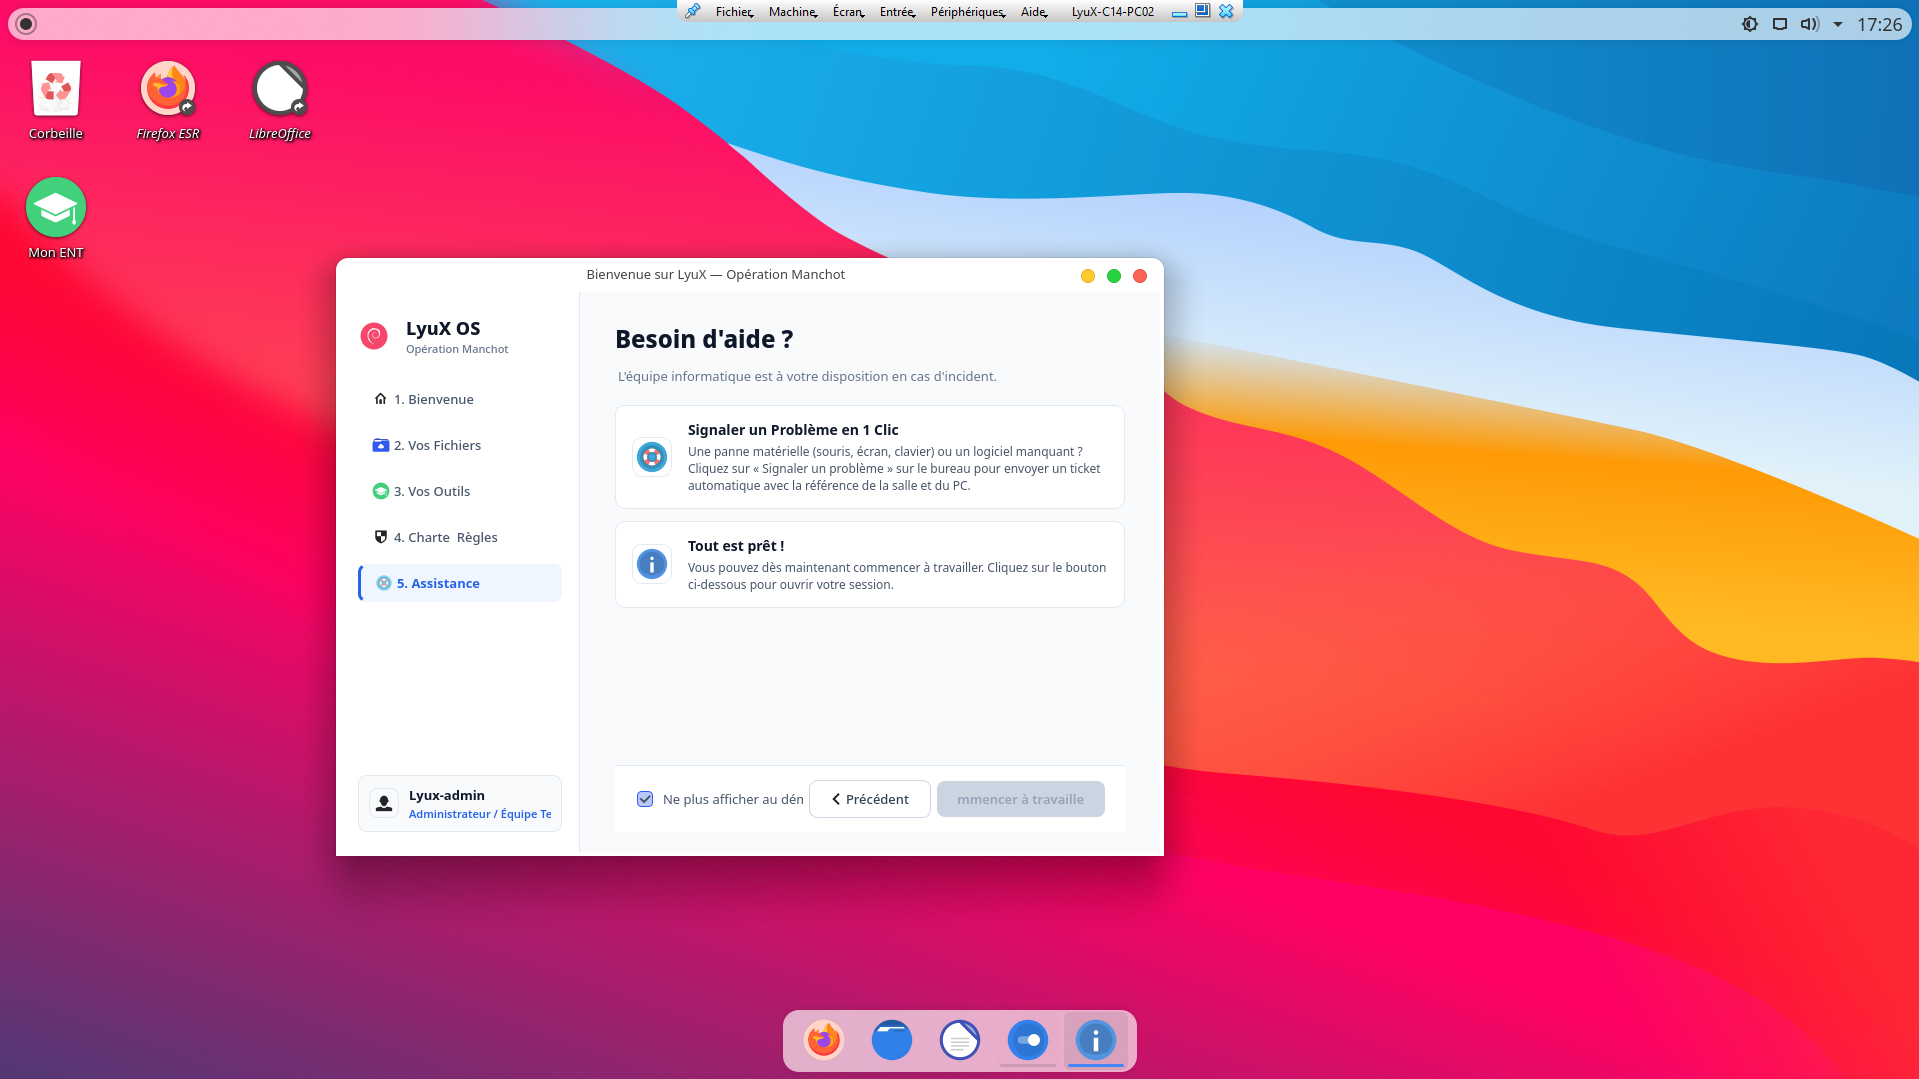 Fichier
Machine
Écran
Entrée
Périphériques
Aide
LyuX-C14-PC02
17:26
Corbeille
Firefox ESR
LibreOffice
Mon ENT
Bienvenue sur LyuX — Opération Manchot
LyuX OS
Opération Manchot
1. Bienvenue
2. Vos Fichiers
3. Vos Outils
4. Charte  Règles
5. Assistance
Lyux-admin
Administrateur / Équipe Te
Besoin d'aide ?
L'équipe informatique est à votre disposition en cas d'incident.
Signaler un Problème en 1 Clic
Une panne matérielle (souris, écran, clavier) ou un logiciel manquant ?
Cliquez sur « Signaler un problème » sur le bureau pour envoyer un ticket
automatique avec la référence de la salle et du PC.
Tout est prêt !
Vous pouvez dès maintenant commencer à travailler. Cliquez sur le bouton
ci-dessous pour ouvrir votre session.
Ne plus afficher au dén
Précédent
mmencer à travaille